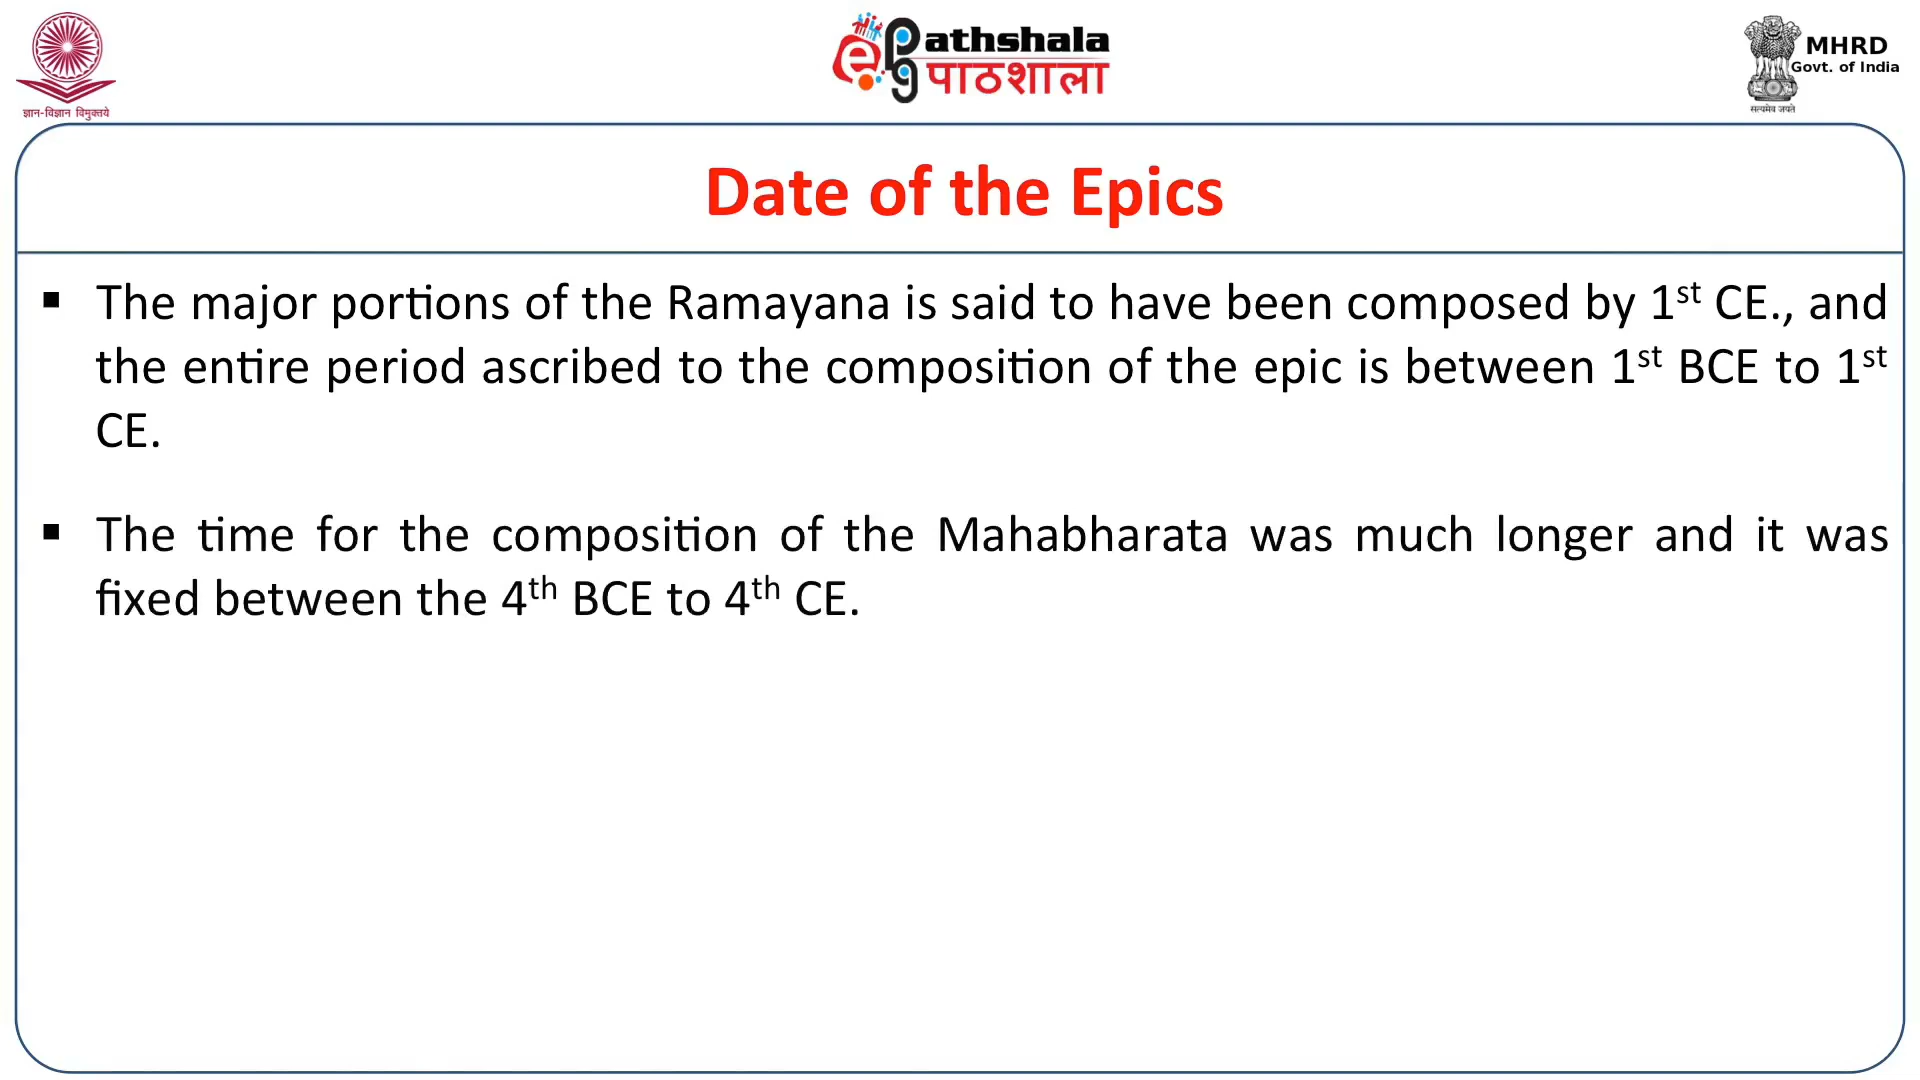 ज्ञान-विज्ञान विमुक्तये
ePathshala
पाठशाला
MHRD
Govt. of India
सत्यमेव जयते
Date of the Epics
▪ The major portions of the Ramayana is said to have been composed by 1st CE., and
the entire period ascribed to the composition of the epic is between 1st BCE to 1st
CE.
▪ The time for the composition of the Mahabharata was much longer and it was
fixed between the 4th BCE to 4th CE.